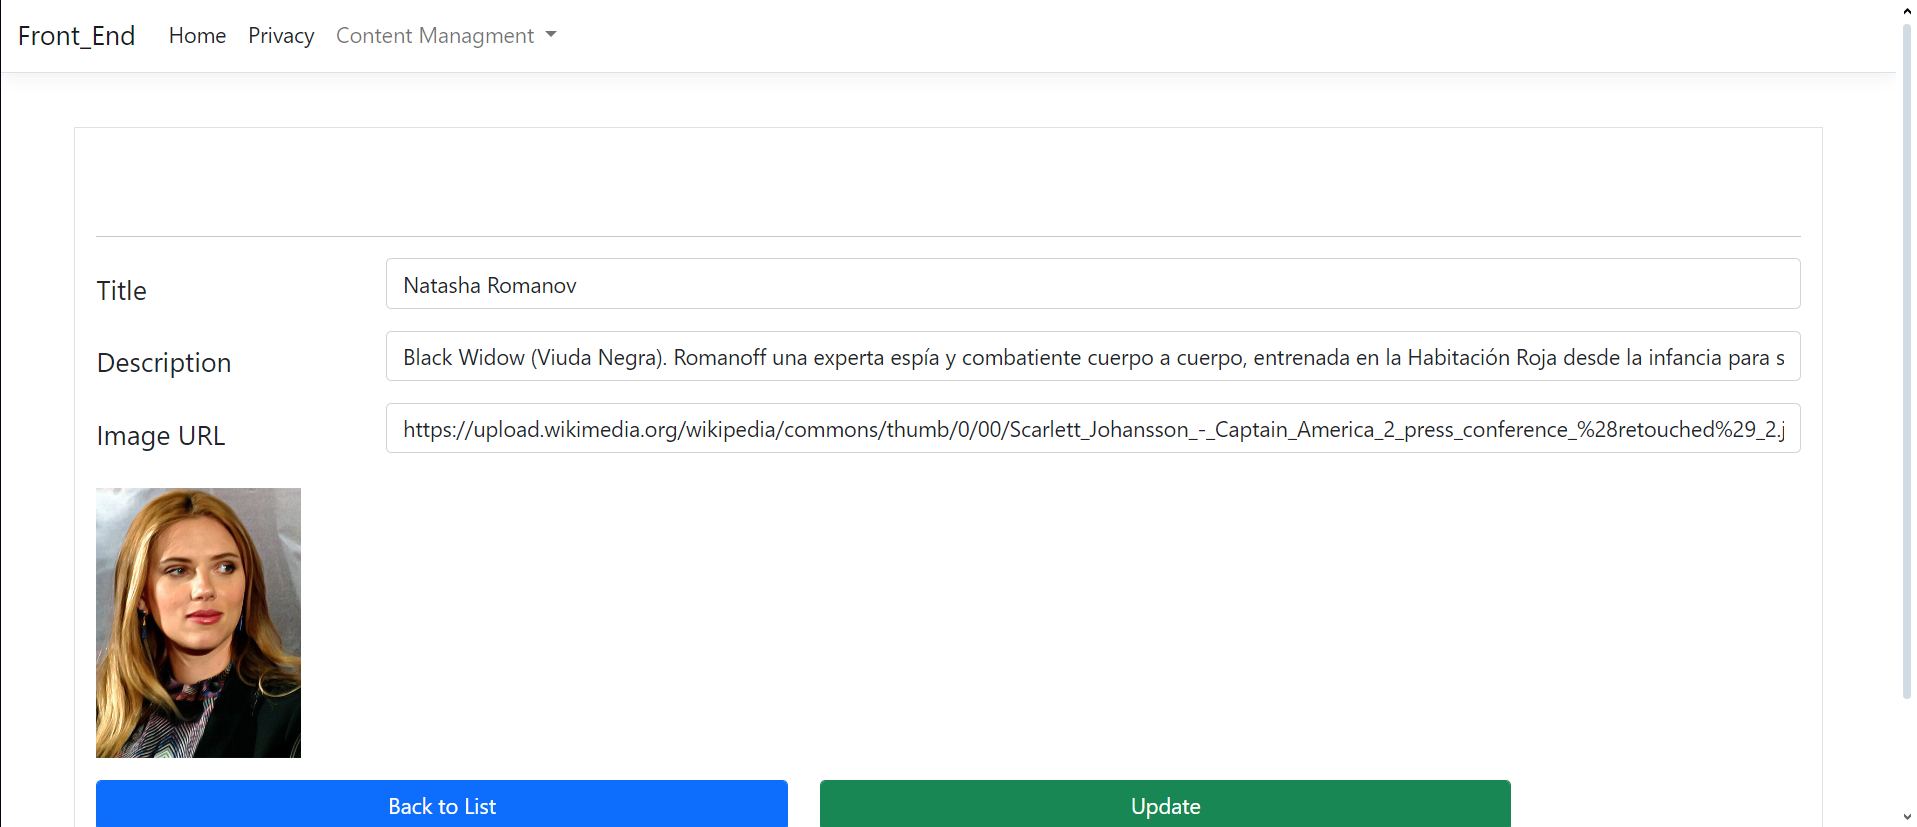 Front_End Home Privacy Content Managment
Title Natasha Romanov
Description Black Widow (Viuda Negra). Romanoff una experta espía y combatiente cuerpo a cuerpo, entrenada en la Habitación Roja desde la infancia para s
Image URL https://upload.wikimedia.org/wikipedia/commons/thumb/0/00/Scarlett_Johansson_-_Captain_America_2_press_conference_%28retouched%29_2.j
Back to List Update